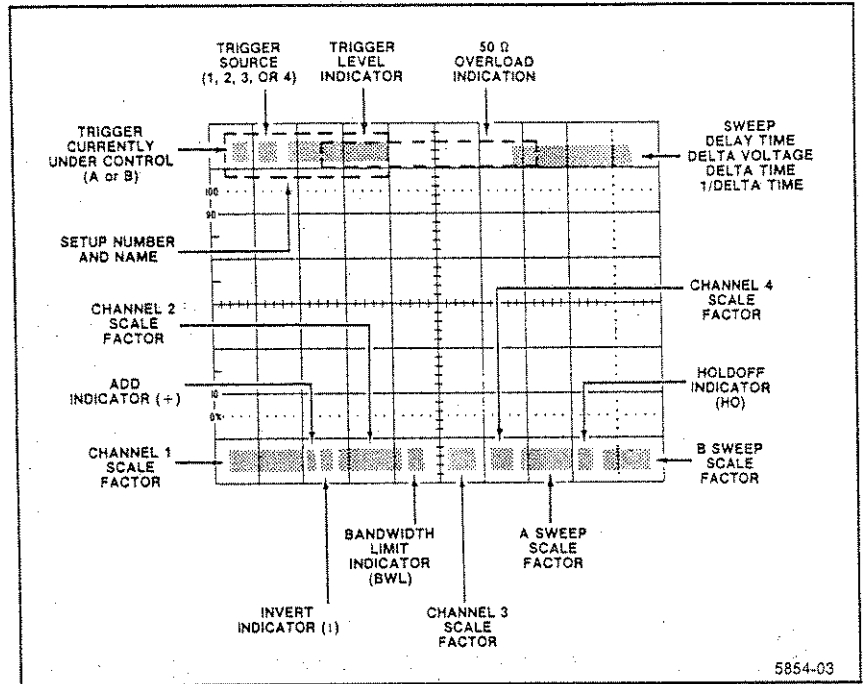 TRIGGER
SOURCE
(1, 2, 3, OR 4)
TRIGGER
LEVEL
INDICATOR
50 Ω
OVERLOAD
INDICATION
TRIGGER
CURRENTLY
UNDER CONTROL
(A or B)
SWEEP
DELAY TIME
DELTA VOLTAGE
DELTA TIME
1/DELTA TIME
100
90
SETUP NUMBER
AND NAME
CHANNEL 4
SCALE
FACTOR
CHANNEL 2
SCALE
FACTOR
ADD
INDICATOR (+)
HOLDOFF
INDICATOR
(HO)
10
0%
CHANNEL 1
SCALE
FACTOR
B SWEEP
SCALE
FACTOR
BANDWIDTH
LIMIT
INDICATOR
(BWL)
A SWEEP
SCALE
FACTOR
INVERT
INDICATOR (↓)
CHANNEL 3
SCALE
FACTOR
5854-03